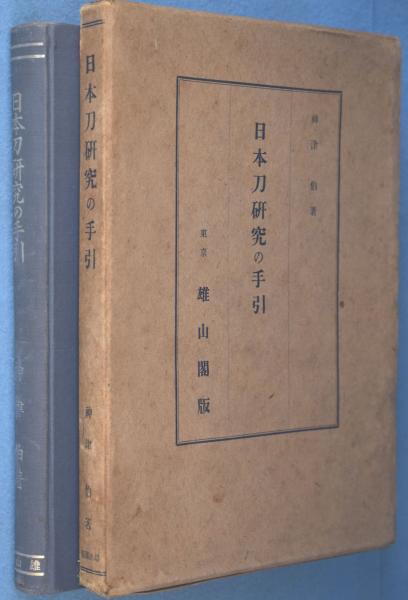 神津伯著
日本刀研究の手引
東京
雄山閣版
日本刀研究の手引
神津伯著
日本刀研究の手引
神津伯著